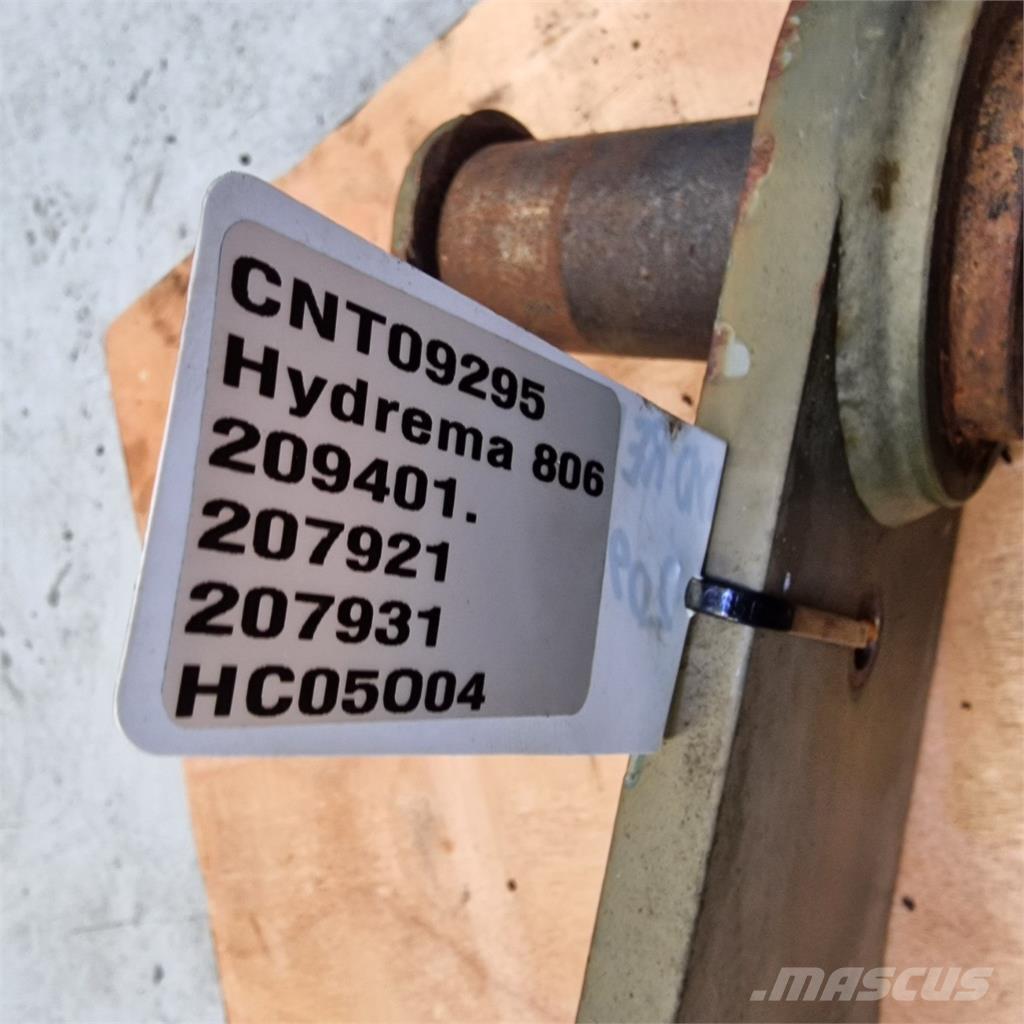 CNT09295
Hydrema 806
209401.
207921
207931
HC05004
.MASCUS